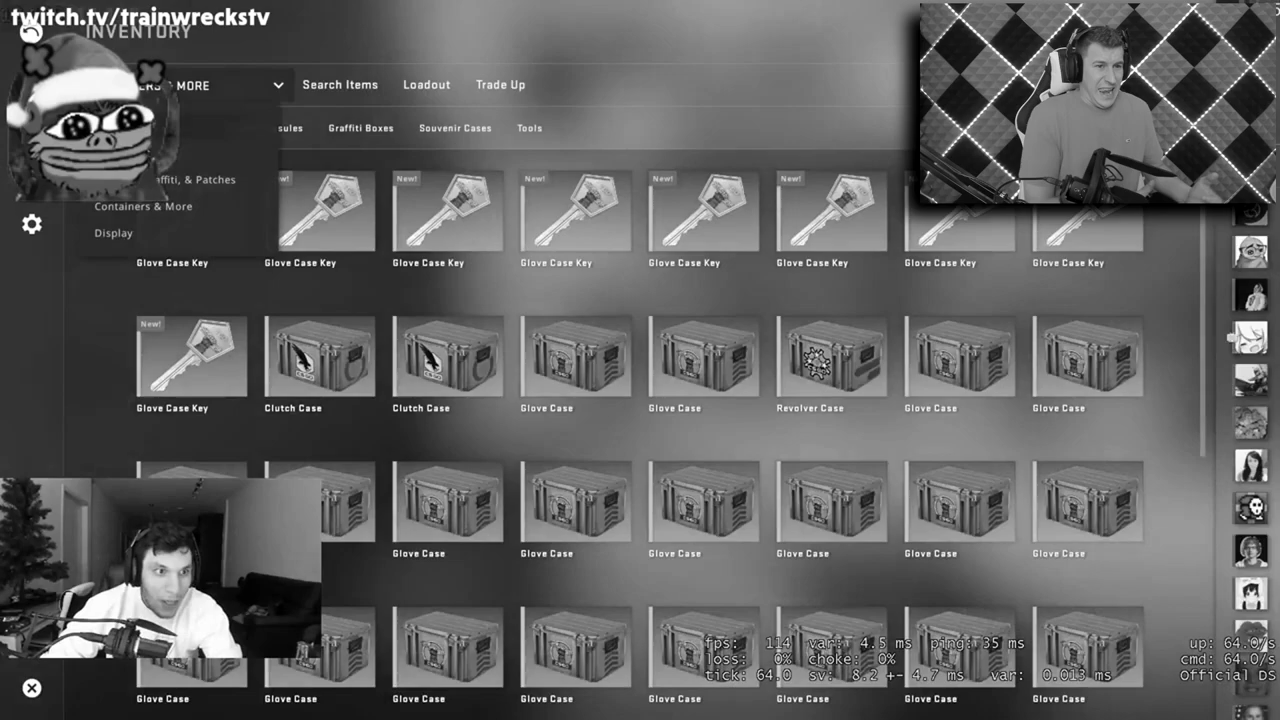 twitch.tv/trainwreckstv
INVENTORY
MORE
Search Items
Loadout
Trade Up
Graffiti Boxes
Souvenir Cases
Tools
& Patches
Containers & More
Display
New!
New!
New!
New!
Glove Case Key
Glove Case Key
Glove Case Key
Glove Case Key
Glove Case Key
Glove Case Key
Glove Case Key
Glove Case Key
New!
Glove Case Key
Clutch Case
Clutch Case
Glove Case
Glove Case
Revolver Case
Glove Case
Glove Case
Glove Case
Glove Case
Glove Case
Glove Case
Glove Case
Glove Case
fps: 114 var: 4.5 ms ping: 35 ms
up: 64.0/s
loss: 0% choke: 0%
cmd: 64.0/s
tick: 64.0 sv: 8.2 +- 4.7 ms var: 0.013 ms
Official DS
Glove Case
Glove Case
Glove Case
Glove Case
Glove Case
Glove Case
Glove Case
Glove Case